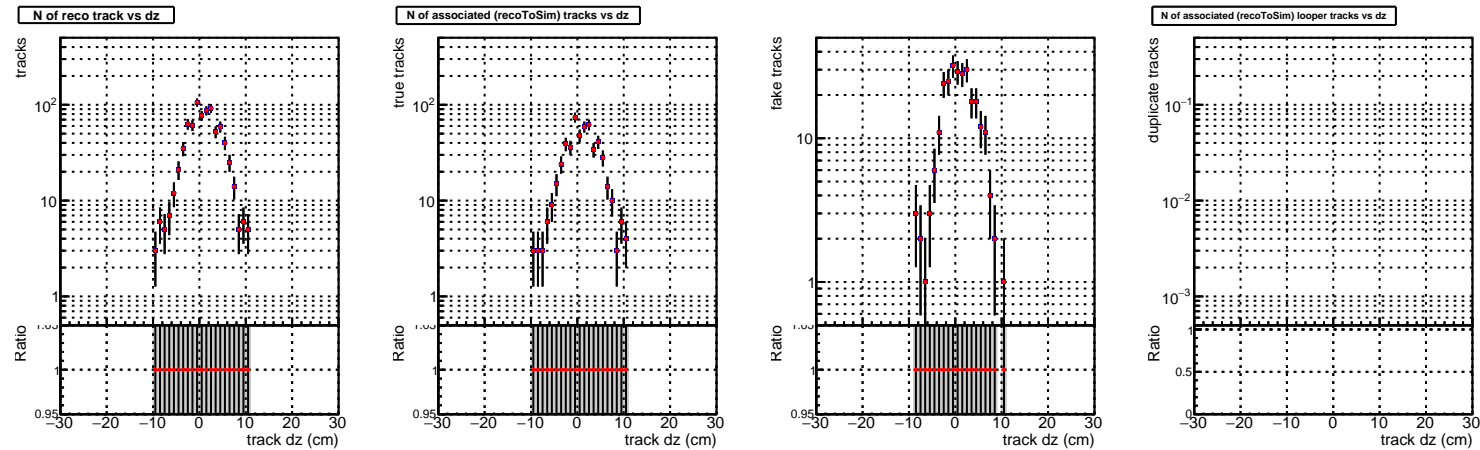 N of reco track vs dz
tracks
10²
10
1
Ratio
1.05
1
0.95
−30 −20 −10 0 10 20 30
track dz (cm)
N of associated (recoToSim) tracks vs dz
true tracks
10²
10
1
Ratio
1.05
1
0.95
−30 −20 −10 0 10 20 30
track dz (cm)
fake tracks
10
1
Ratio
1.05
1
0.95
−30 −20 −10 0 10 20 30
track dz (cm)
N of associated (recoToSim) looper tracks vs dz
duplicate tracks
10⁻¹
10⁻²
10⁻³
Ratio
1
0.5
0
−30 −20 −10 0 10 20 30
track dz (cm)